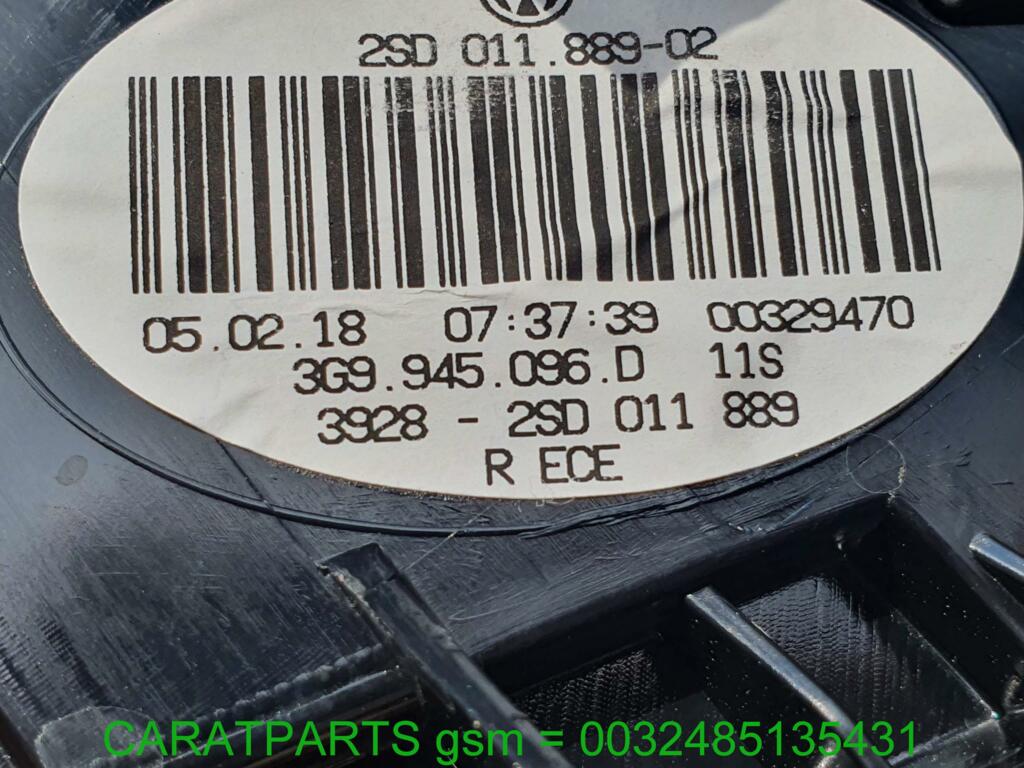 2SD 011.889-02
05.02.18 07:37:39 00329470
3G9.945.096.D 11S
3928 - 2SD 011 889
R ECE
CARATPARTS gsm = 0032485135431